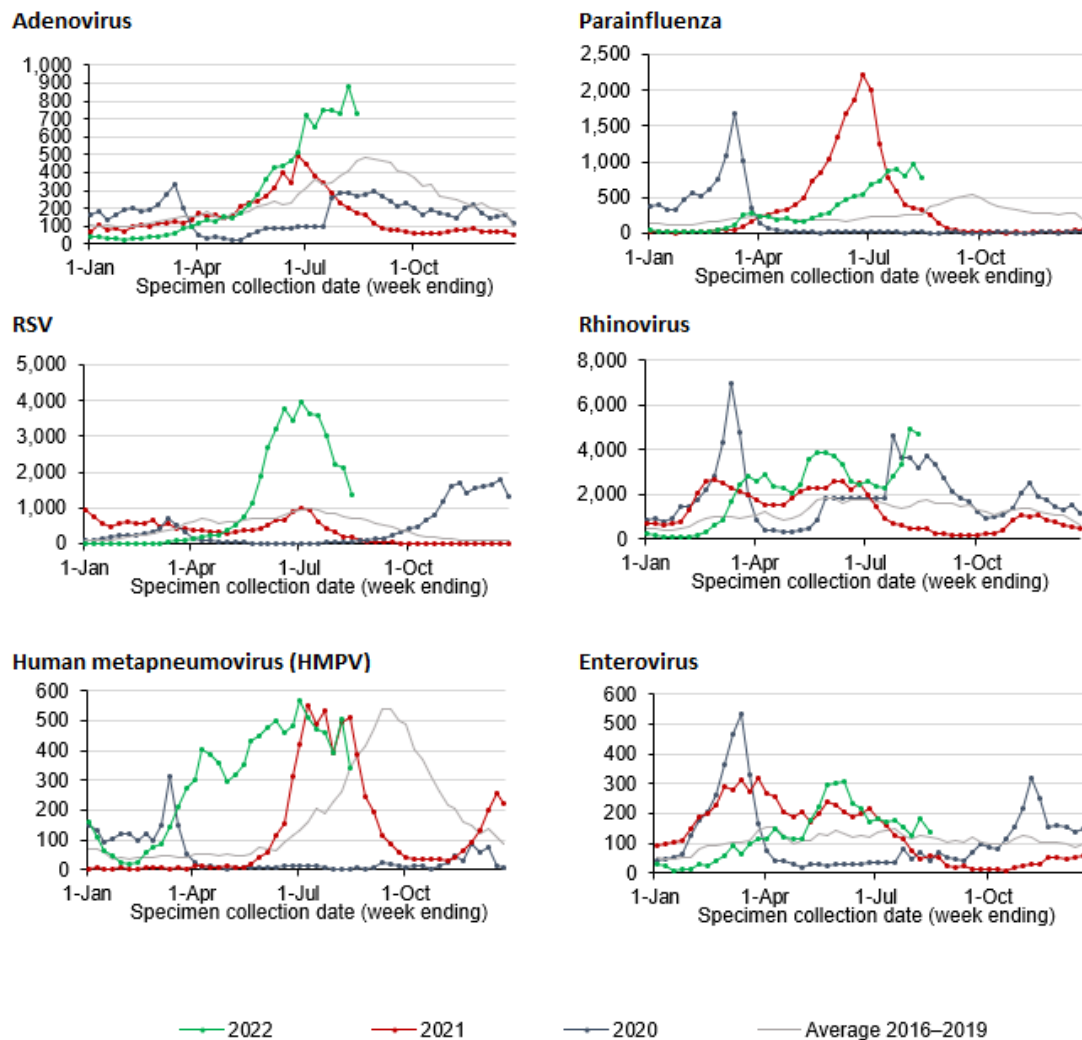 Adenovirus
1,000
900
800
700
600
500
400
300
200
100
0
1-Jan 1-Apr 1-Jul 1-Oct
Specimen collection date (week ending)
Parainfluenza
2,500
2,000
1,500
1,000
500
0
1-Jan 1-Apr 1-Jul 1-Oct
Specimen collection date (week ending)
RSV
5,000
4,000
3,000
2,000
1,000
0
1-Jan 1-Apr 1-Jul 1-Oct
Specimen collection date (week ending)
Rhinovirus
8,000
6,000
4,000
2,000
0
1-Jan 1-Apr 1-Jul 1-Oct
Specimen collection date (week ending)
Human metapneumovirus (HMPV)
600
500
400
300
200
100
0
1-Jan 1-Apr 1-Jul 1-Oct
Specimen collection date (week ending)
Enterovirus
600
500
400
300
200
100
0
1-Jan 1-Apr 1-Jul 1-Oct
Specimen collection date (week ending)
2022 2021 2020 Average 2016–2019